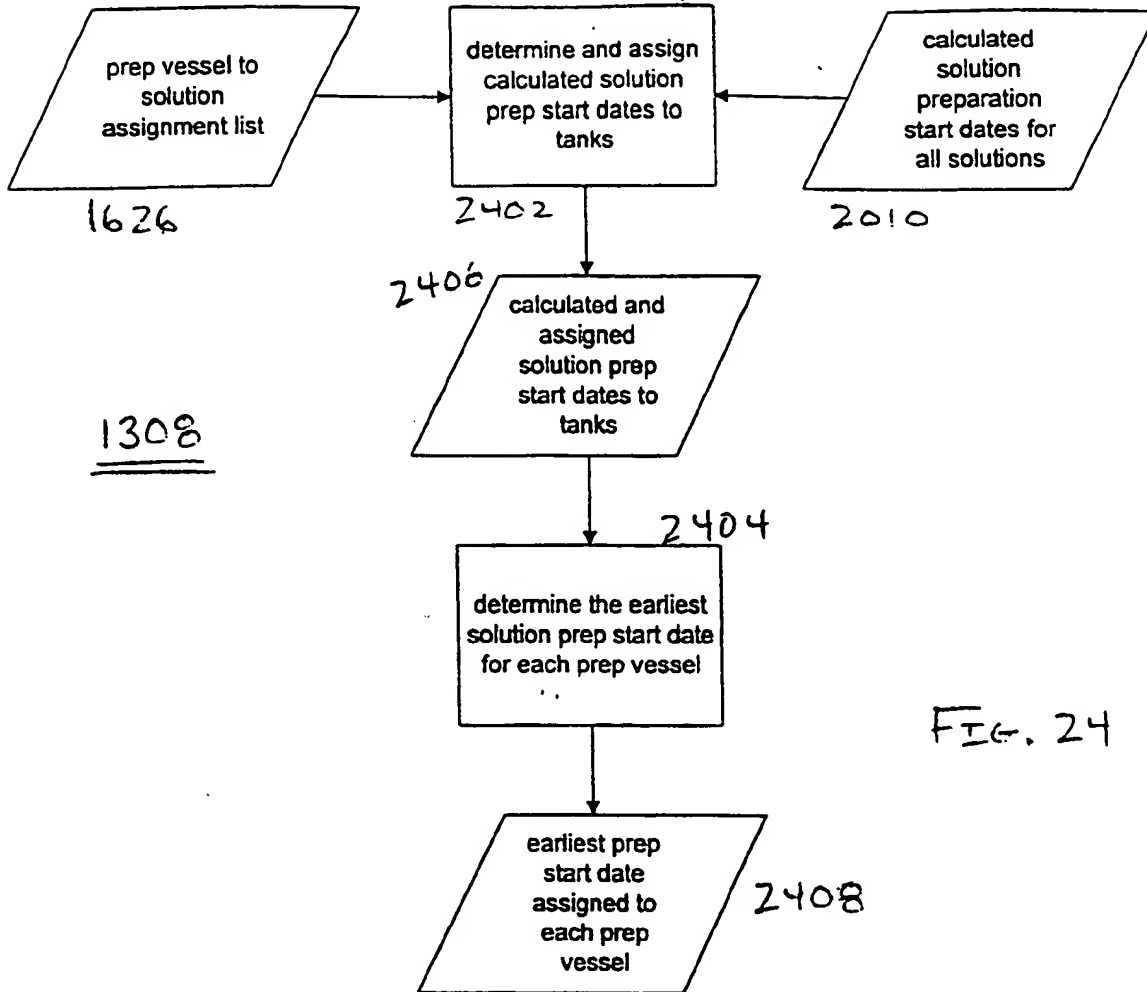 prep vessel to
solution
assignment list
1626
determine and assign
calculated solution
prep start dates to
tanks
2402
calculated
solution
preparation
start dates for
all solutions
2010
2406
calculated and
assigned
solution prep
start dates to
tanks
1308
2404
determine the earliest
solution prep start date
for each prep vessel
FIG. 24
earliest prep
start date
assigned to
each prep
vessel
2408